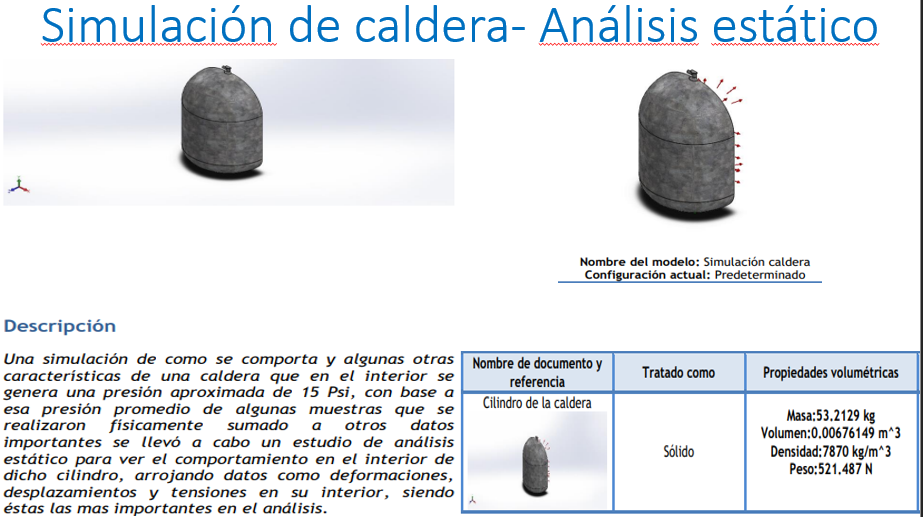 Simulación de caldera- Análisis estático
Nombre del modelo: Simulación caldera
Configuración actual: Predeterminado
Descripción
Una simulación de como se comporta y algunas otras
características de una caldera que en el interior se
genera una presión aproximada de 15 Psi, con base a
esa presión promedio de algunas muestras que se
realizaron físicamente sumado a otros datos
importantes se llevó a cabo un estudio de análisis
estático para ver el comportamiento en el interior de
dicho cilindro, arrojando datos como deformaciones,
desplazamientos y tensiones en su interior, siendo
éstas las mas importantes en el análisis.
Nombre de documento y
referencia
Tratado como
Propiedades volumétricas
Cilindro de la caldera
Sólido
Masa:53.2129 kg
Volumen:0.00676149 m^3
Densidad:7870 kg/m^3
Peso:521.487 N